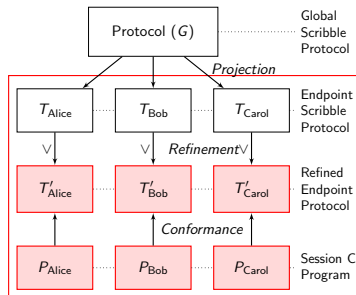 Protocol (G)
Global
Scribble
Protocol
Projection
T_Alice
T_Bob
T_Carol
Endpoint
Scribble
Protocol
∨ Refinement ∨ ∨
T′_Alice
T′_Bob
T′_Carol
Refined
Endpoint
Protocol
Conformance
P_Alice
P_Bob
P_Carol
Session C
Program